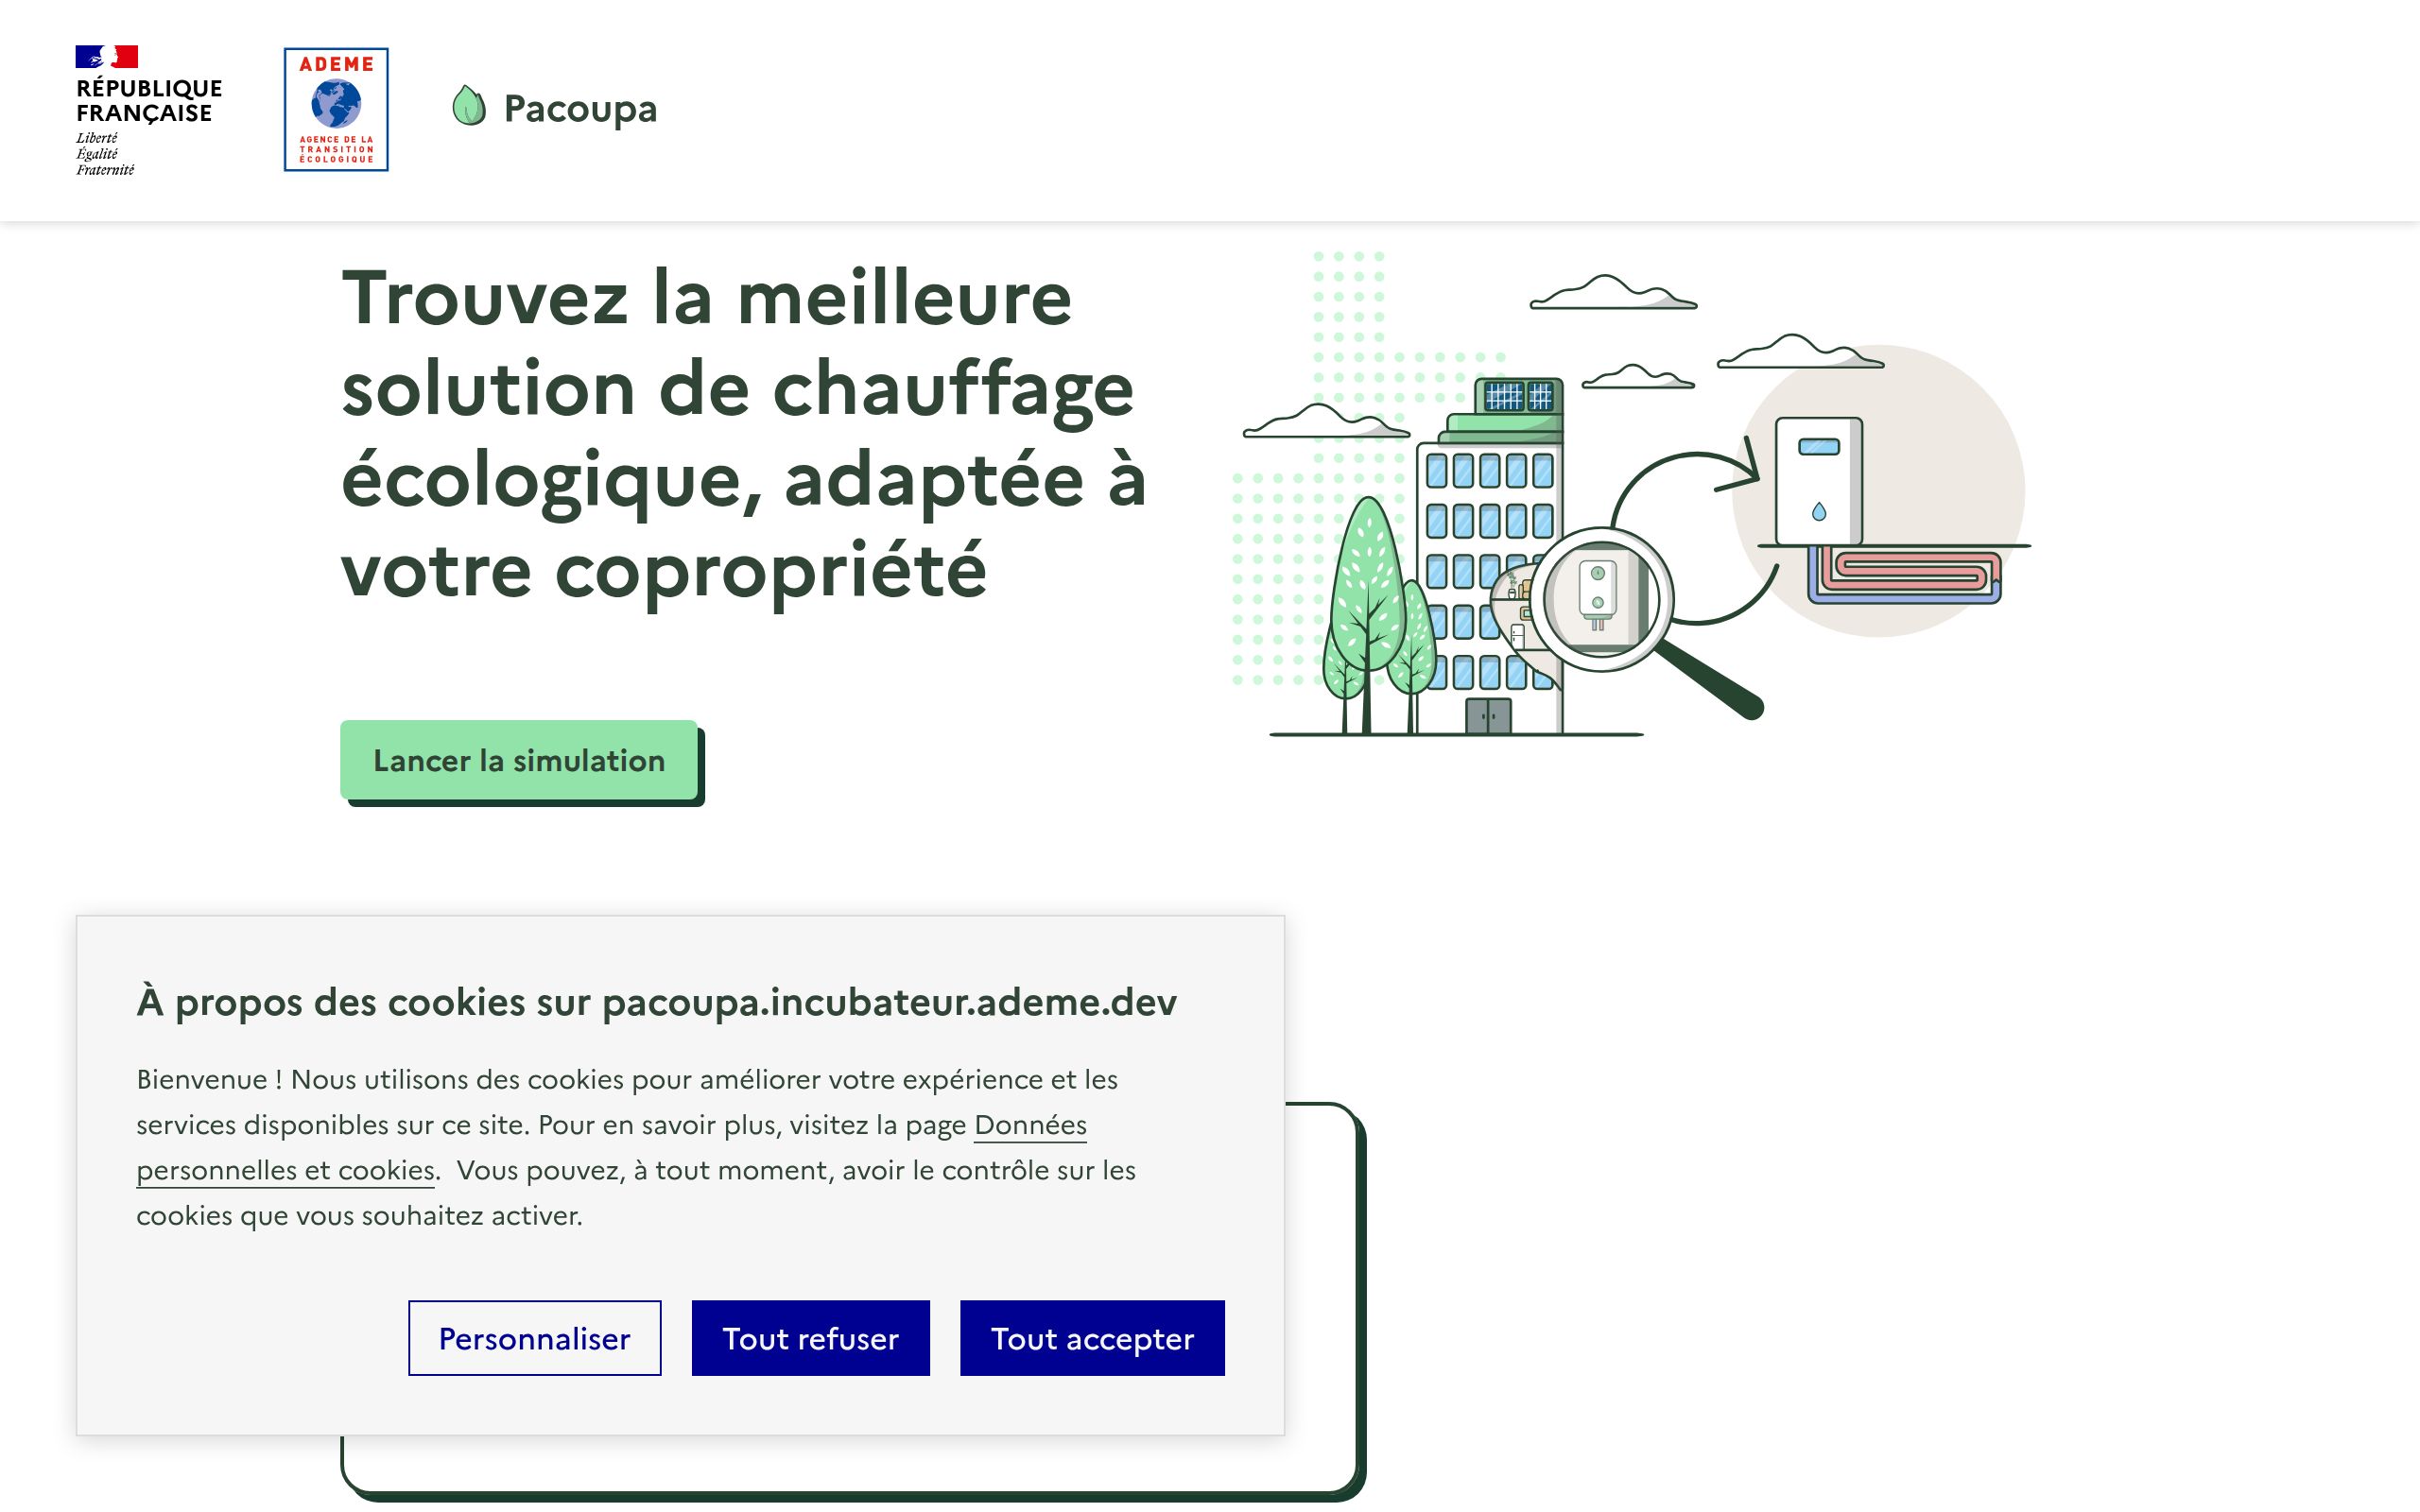 RÉPUBLIQUE
FRANÇAISE
Liberté
Égalité
Fraternité
ADEME
AGENCE DE LA
TRANSITION
ÉCOLOGIQUE
Pacoupa
Trouvez la meilleure
solution de chauffage
écologique, adaptée à
votre copropriété
Lancer la simulation
À propos des cookies sur pacoupa.incubateur.ademe.dev
Bienvenue ! Nous utilisons des cookies pour améliorer votre expérience et les
services disponibles sur ce site. Pour en savoir plus, visitez la page Données
personnelles et cookies.  Vous pouvez, à tout moment, avoir le contrôle sur les
cookies que vous souhaitez activer.
Personnaliser
Tout refuser
Tout accepter